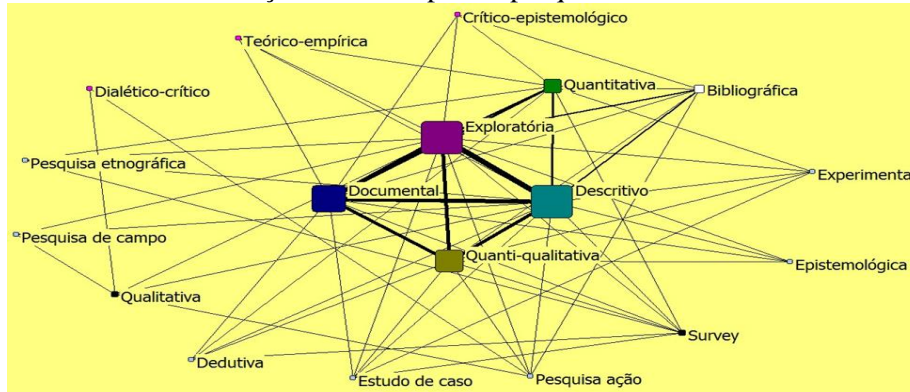 Crítico-epistemológico
Teórico-empírica
Quantitativa
Bibliográfica
Dialético-crítico
Exploratória
Pesquisa etnográfica
Experimenta
Documental
Descritivo
Pesquisa de campo
Quanti-qualitativa
Epistemológica
Qualitativa
Survey
Dedutiva
Estudo de caso
Pesquisa ação